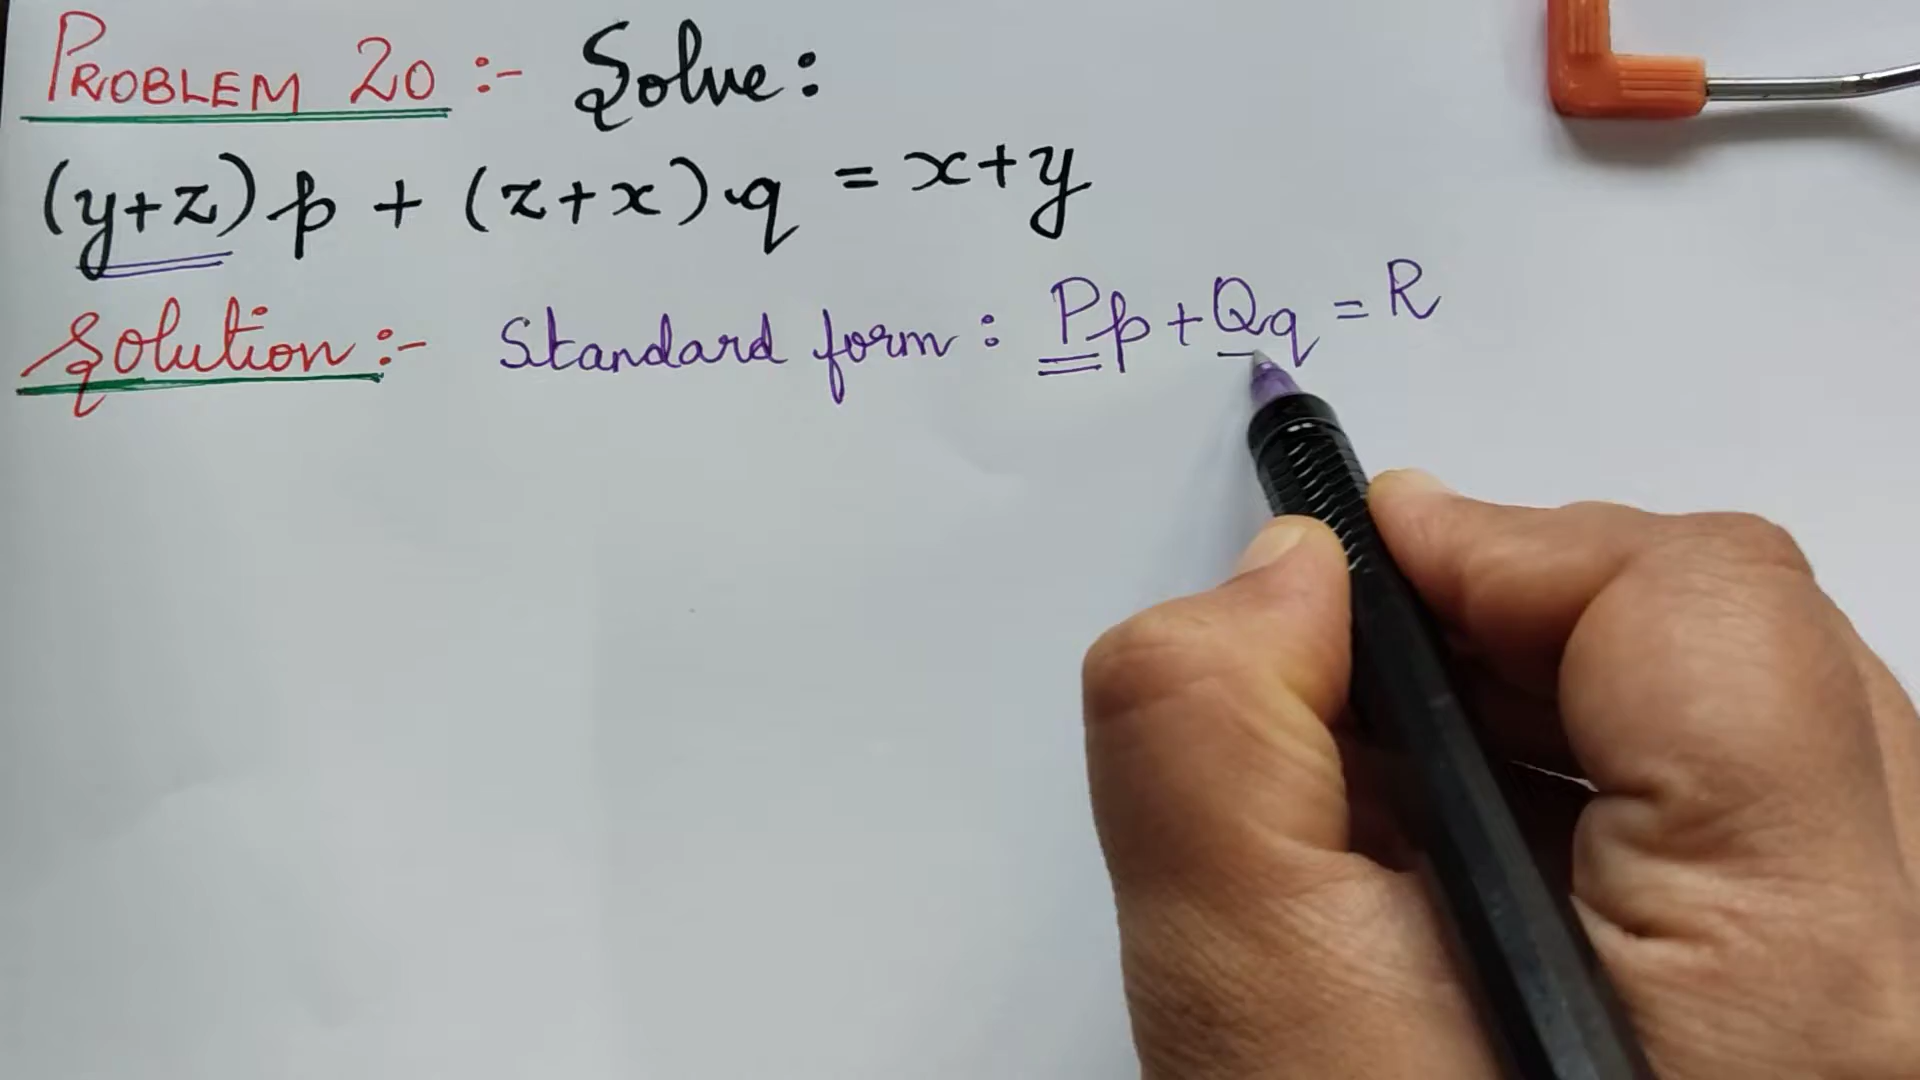 PROBLEM 20 :- Solve:
(y+z) p + (z+x).q = x+y
Solution :- Standard form : Pp + Qq = R